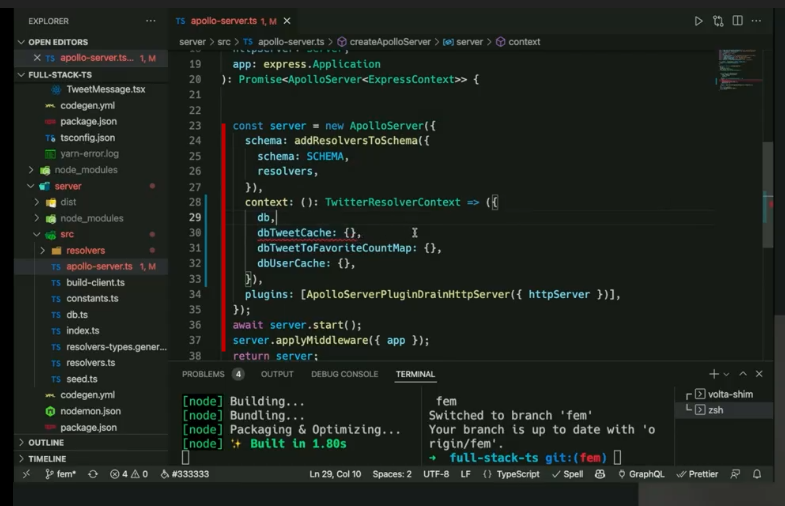 EXPLORER
···
TS apollo-server.ts 1, M ×
OPEN EDITORS
× TS apollo-server.ts... 1, M
FULL-STACK-TS
TweetMessage.tsx
codegen.yml
package.json
tsconfig.json
yarn-error.log
node_modules
server
dist
node_modules
src
resolvers
TS apollo-server.ts 1, M
TS build-client.ts
TS constants.ts
TS db.ts
TS index.ts
TS resolvers-types.gener...
TS resolvers.ts
TS seed.ts
codegen.yml
nodemon.json
package.json
OUTLINE
TIMELINE
server > src > TS apollo-server.ts > createApolloServer > server > context
19 app: express.Application
20 ): Promise<ApolloServer<ExpressContext>> {
21
22
23 const server = new ApolloServer({
24 schema: addResolversToSchema({
25 schema: SCHEMA,
26 resolvers,
27 }),
28 context: (): TwitterResolverContext => ({
29 db,
30 dbTweetCache: {},
31 dbTweetToFavoriteCountMap: {},
32 dbUserCache: {},
33 }),
34 plugins: [ApolloServerPluginDrainHttpServer({ httpServer })],
35 });
36 await server.start();
37 server.applyMiddleware({ app });
38 return server;
PROBLEMS 4 OUTPUT DEBUG CONSOLE TERMINAL
[node] Building...
[node] Bundling...
[node] Packaging & Optimizing...
[node] ✨ Built in 1.80s
fem
Switched to branch 'fem'
Your branch is up to date with 'o
rigin/fem'.
→ full-stack-ts git:(fem)
volta-shim
zsh
fem* 4 0 #333333 Ln 29, Col 10 Spaces: 2 UTF-8 LF {} TypeScript Spell GraphQL Prettier